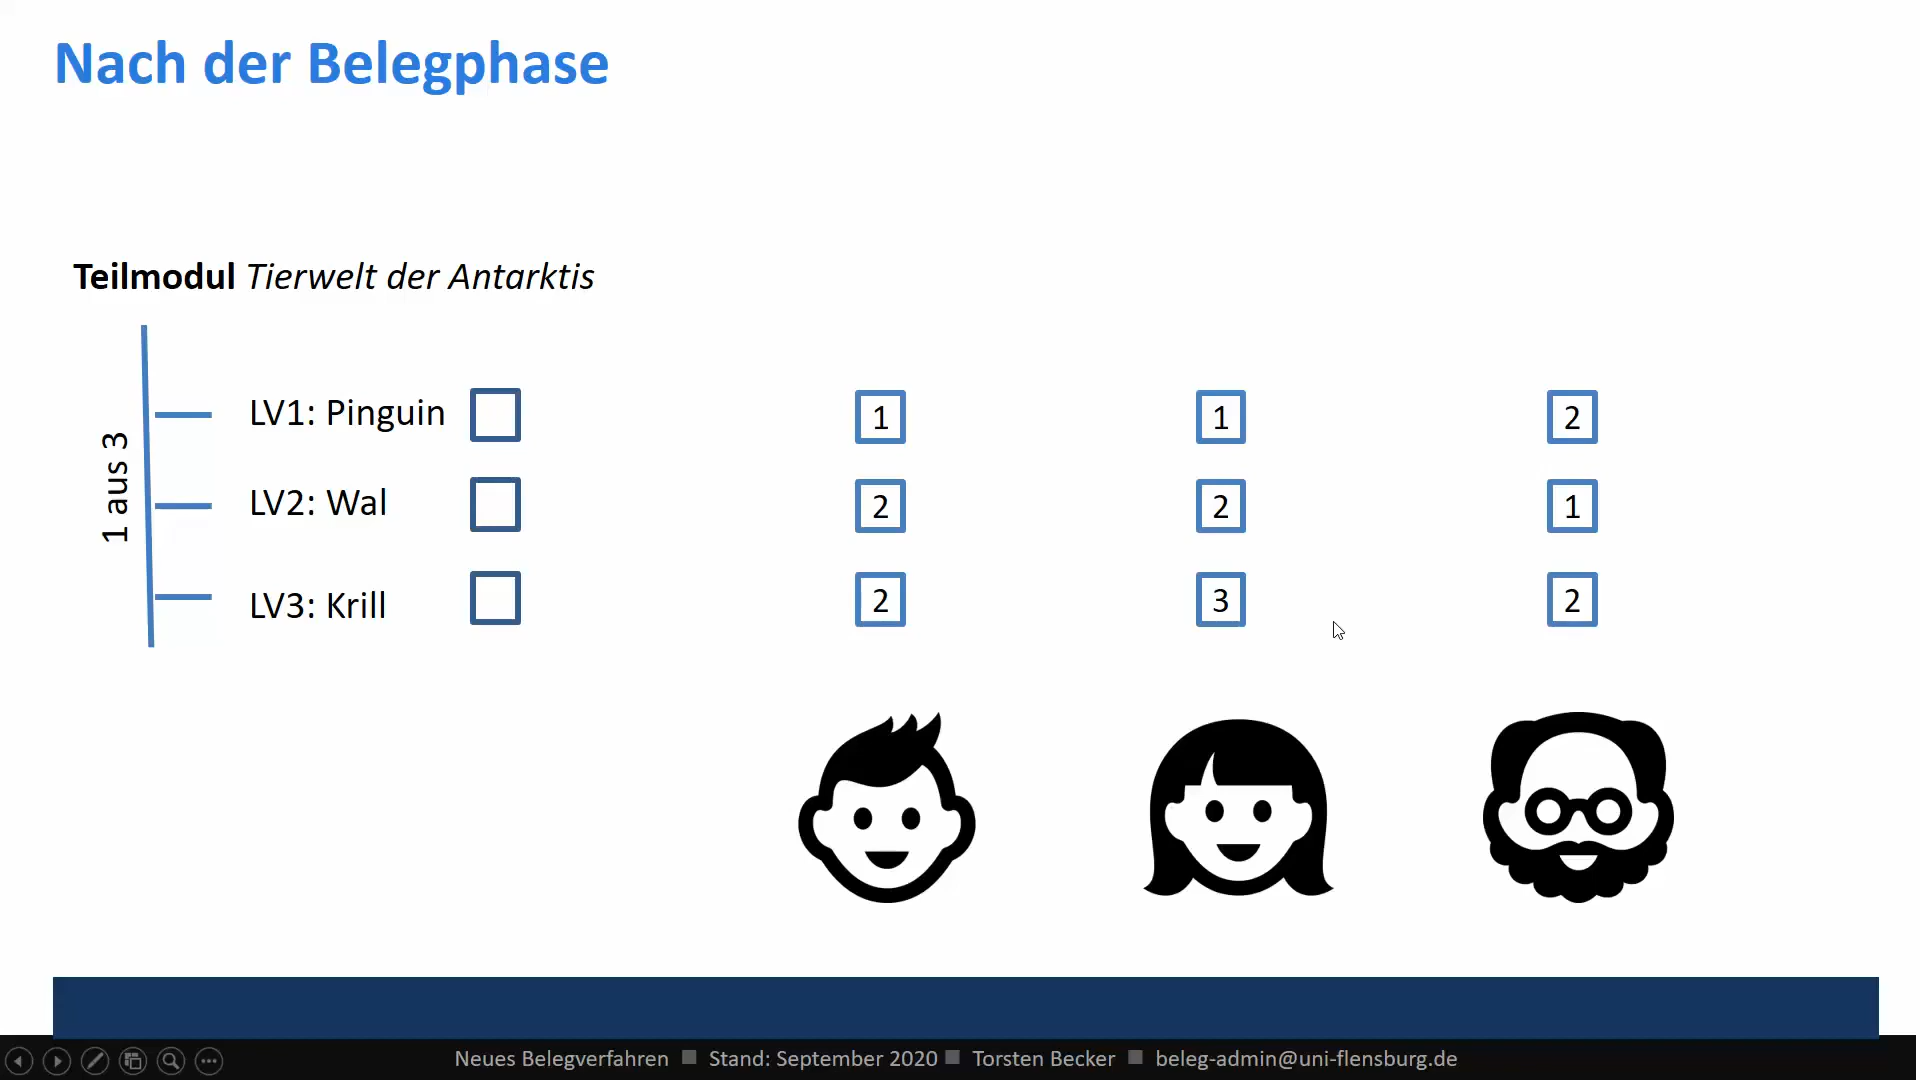 Nach der Belegphase
Teilmodul Tierwelt der Antarktis
1 aus 3
LV1: Pinguin 1 1 2
LV2: Wal 2 2 1
LV3: Krill 2 3 2
Neues Belegverfahren ■ Stand: September 2020 ■ Torsten Becker ■ beleg-admin@uni-flensburg.de